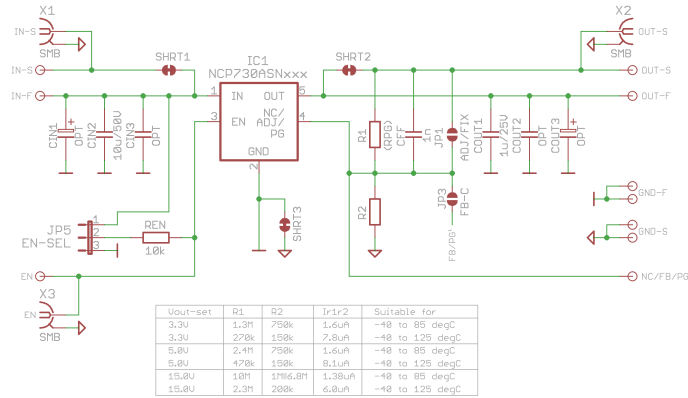 X1
X2
IN-S
SMB
OUT-S
SMB
SHRT1
IC1
NCP730ASNxxx
SHRT2
IN-S
OUT-S
IN-F
1
IN
OUT
5
OUT-F
3
EN
NC/
ADJ/
PG
4
GND
2
CIN1
+
OPT
CIN2
10u/50V
CIN3
OPT
R1
(RPG)
CFF
1n
JP1
ADJ/FIX
COUT1
1u/25V
COUT2
OPT
COUT3
+
OPT
R2
JP3
FB-C
FB/PG'
GND-F
GND-S
SHRT3
JP5
EN-SEL
1
2
3
REN
10k
EN
NC/FB/PG
X3
EN
SMB
Vout-set R1 R2 Ir1r2 Suitable for
3.3V 1.3M 750k 1.6uA -40 to 85 degC
3.3V 270k 150k 7.8uA -40 to 125 degC
5.0V 2.4M 750k 1.6uA -40 to 85 degC
5.0V 470k 150k 8.1uA -40 to 125 degC
15.0V 10M 1M||6.8M 1.38uA -40 to 85 degC
15.0V 2.3M 200k 6.0uA -40 to 125 degC